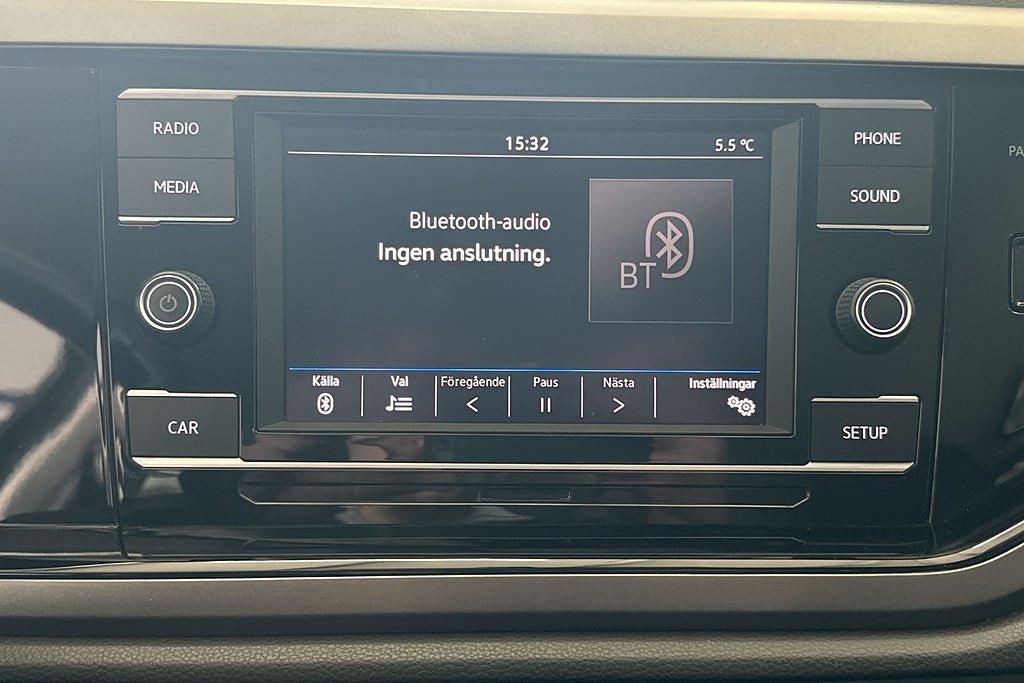 RADIO
MEDIA
15:32
5.5 °C
Bluetooth-audio
Ingen anslutning.
BT
Källa
Val
Föregående
Paus
Nästa
Inställningar
PHONE
SOUND
CAR
SETUP
PA